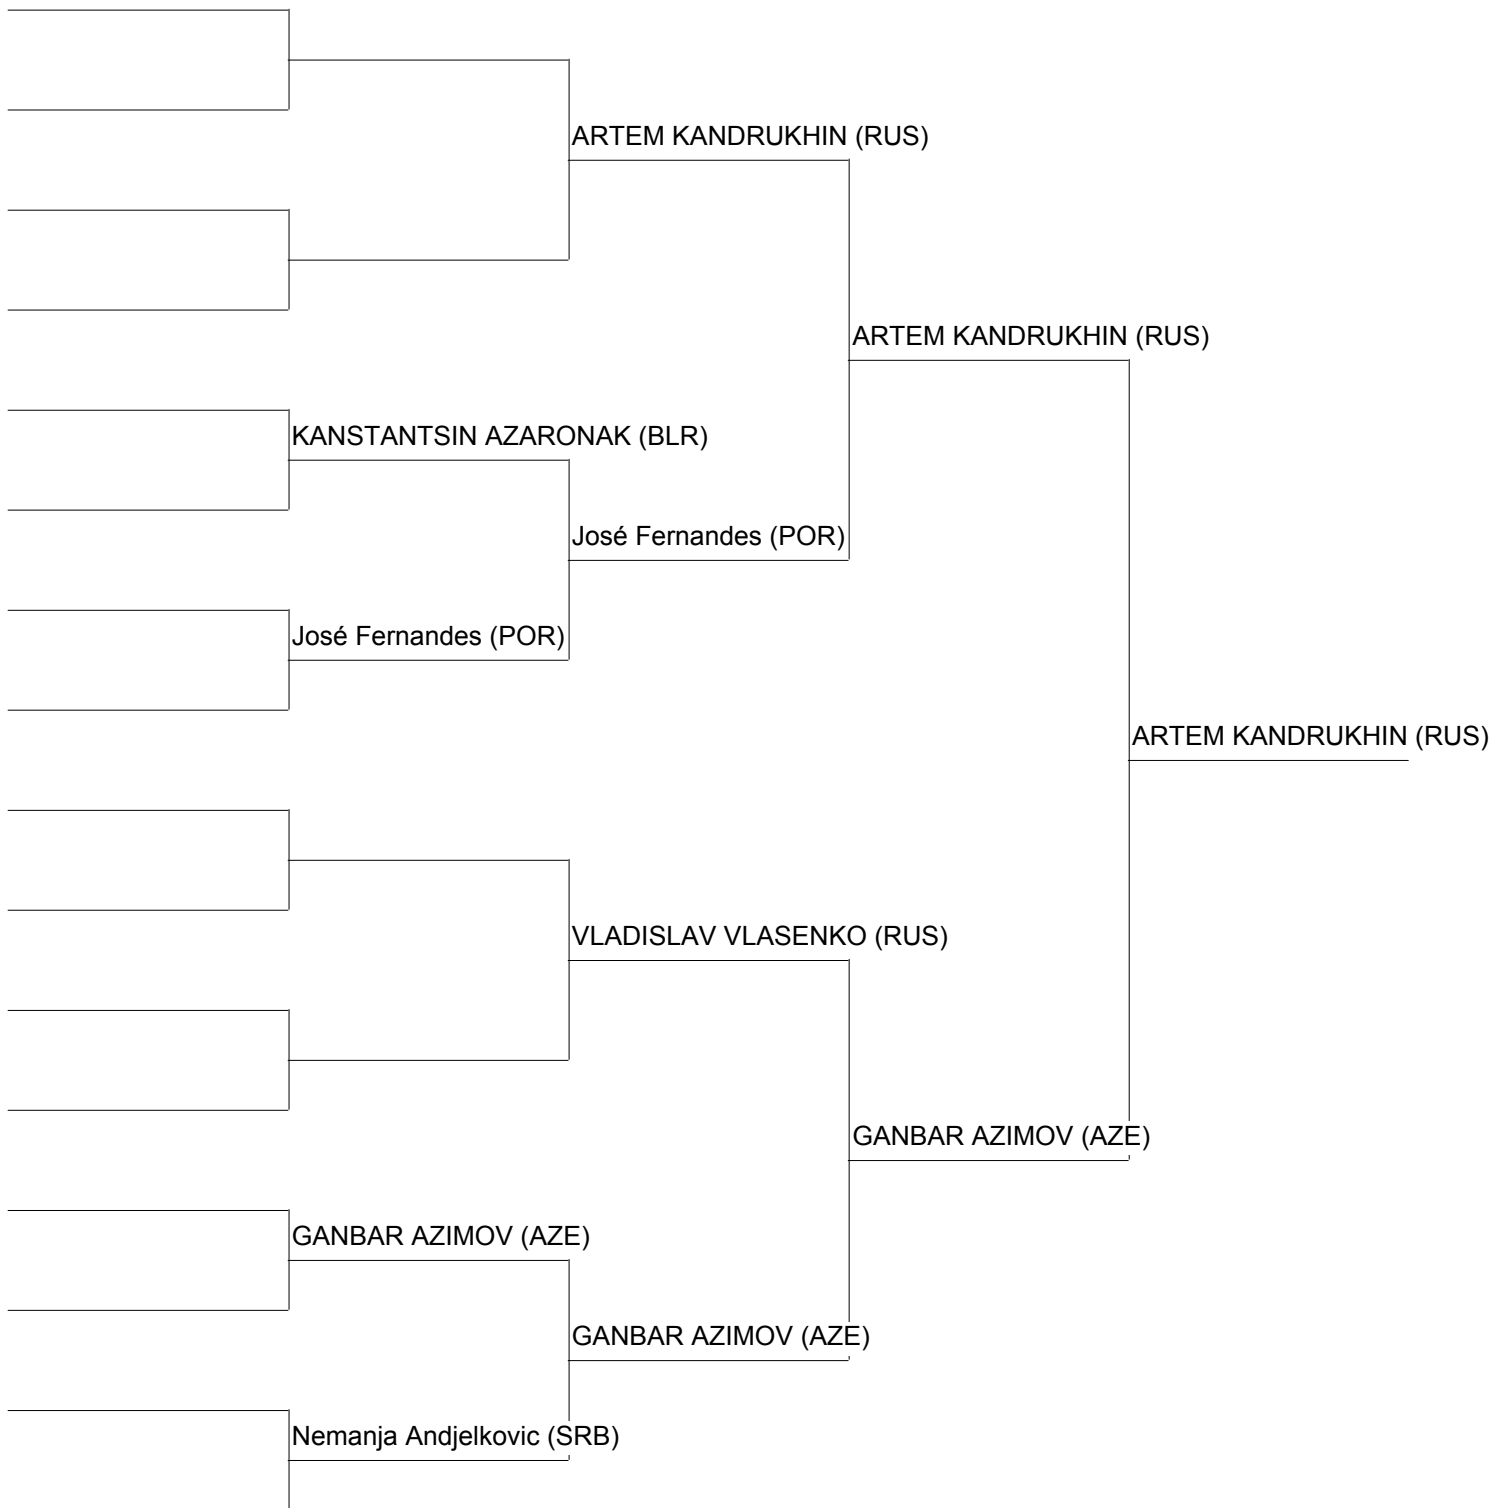 ARTEM KANDRUKHIN (RUS)
ARTEM KANDRUKHIN (RUS)
KANSTANTSIN AZARONAK (BLR)
José Fernandes (POR)
José Fernandes (POR)
ARTEM KANDRUKHIN (RUS)
VLADISLAV VLASENKO (RUS)
GANBAR AZIMOV (AZE)
GANBAR AZIMOV (AZE)
GANBAR AZIMOV (AZE)
Nemanja Andjelkovic (SRB)